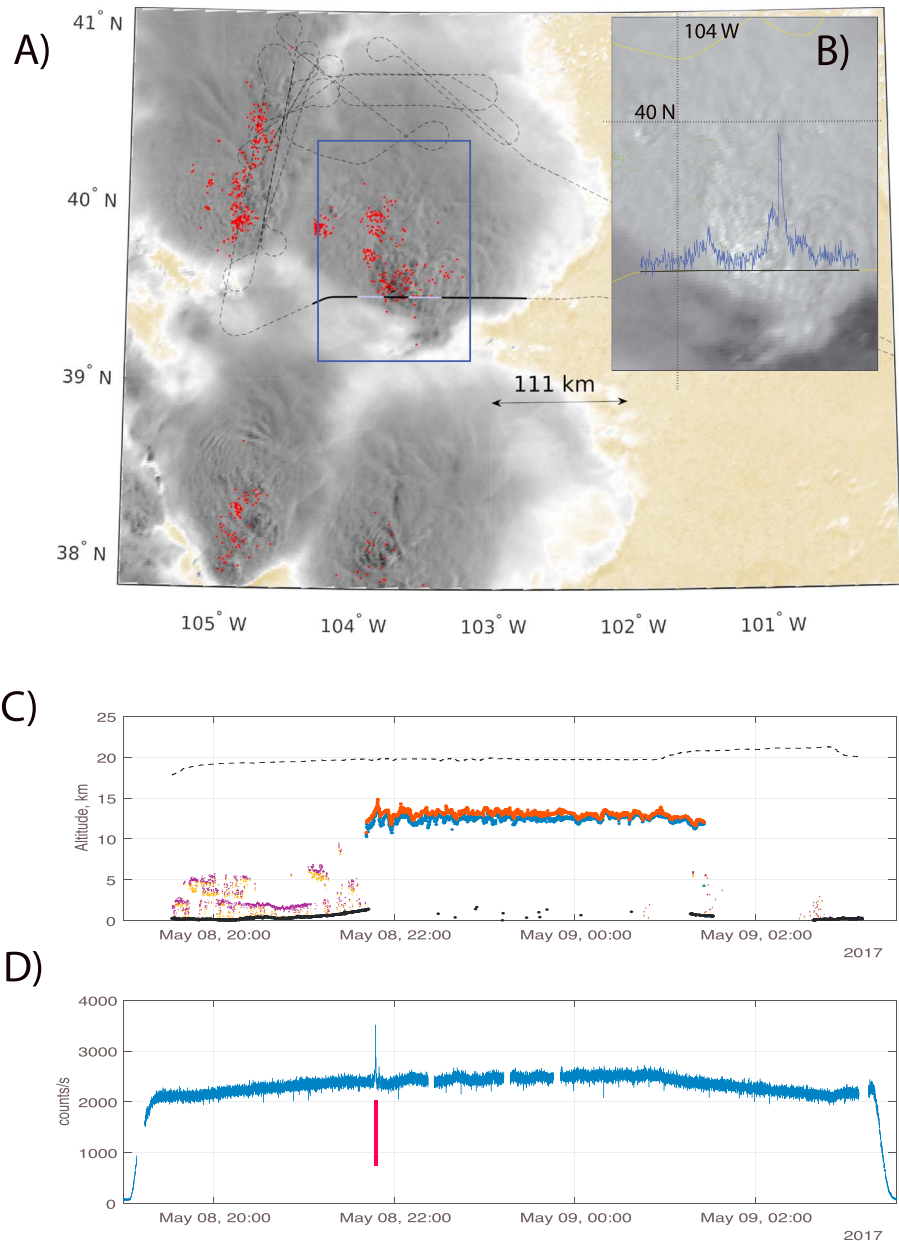 A)
B)
41° N
104 W
40 N
40° N
39° N
111 km
38° N
105° W
104° W
103° W
102° W
101° W
C)
25
20
15
10
5
0
Altitude, km
May 08, 20:00
May 08, 22:00
May 09, 00:00
May 09, 02:00
2017
D)
4000
3000
2000
1000
0
counts/s
May 08, 20:00
May 08, 22:00
May 09, 00:00
May 09, 02:00
2017